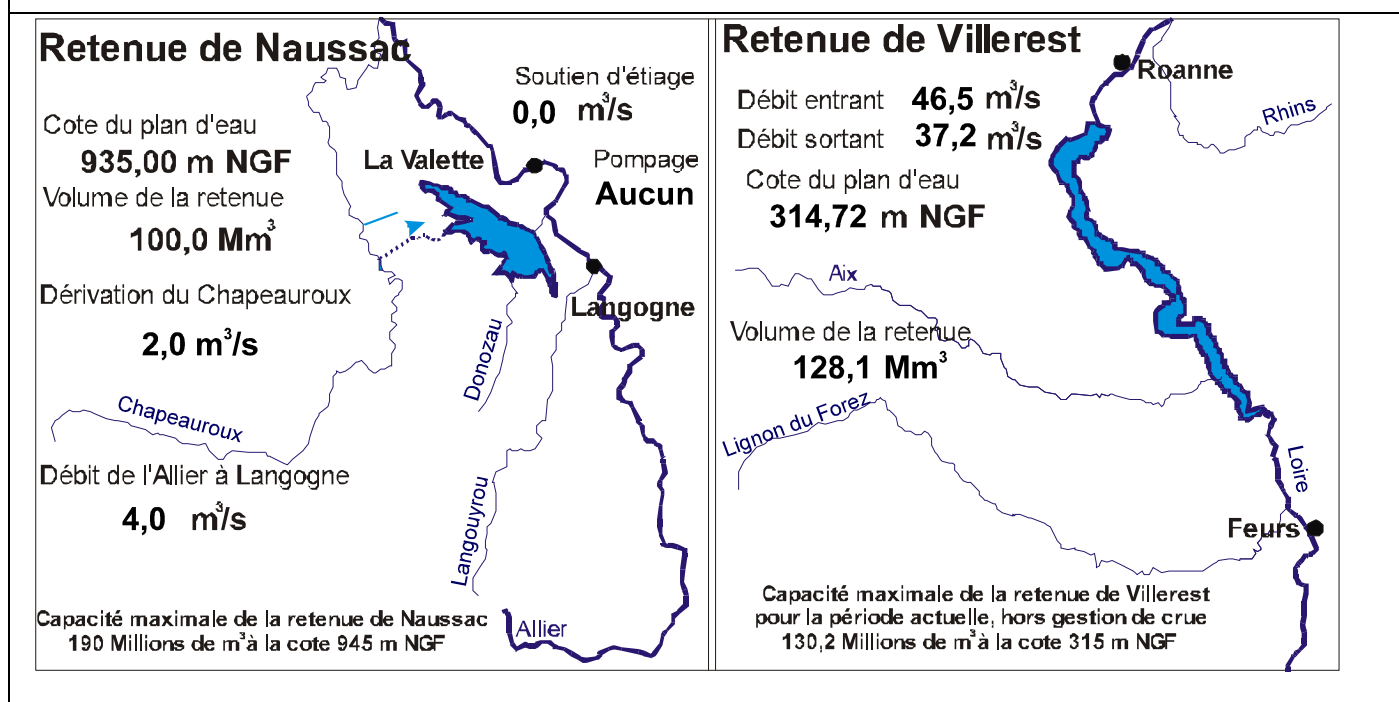 Retenue de Naussac
Soutien d'étiage
0,0 m³/s
Cote du plan d'eau
935,00 m NGF
La Valette
Pompage
Aucun
Volume de la retenue
100,0 Mm³
Dérivation du Chapeauroux
2,0 m³/s
Langogne
Donozau
Chapeauroux
Débit de l'Allier à Langogne
4,0 m³/s
Langouyrou
Capacité maximale de la retenue de Naussac
190 Millions de m³ à la cote 945 m NGF
Allier
Retenue de Villerest
Roanne
Débit entrant 46,5 m³/s
Débit sortant 37,2 m³/s
Rhins
Cote du plan d'eau
314,72 m NGF
Aix
Volume de la retenue
128,1 Mm³
Lignon du Forez
Loire
Feurs
Capacité maximale de la retenue de Villerest
pour la période actuelle, hors gestion de crue
130,2 Millions de m³ à la cote 315 m NGF